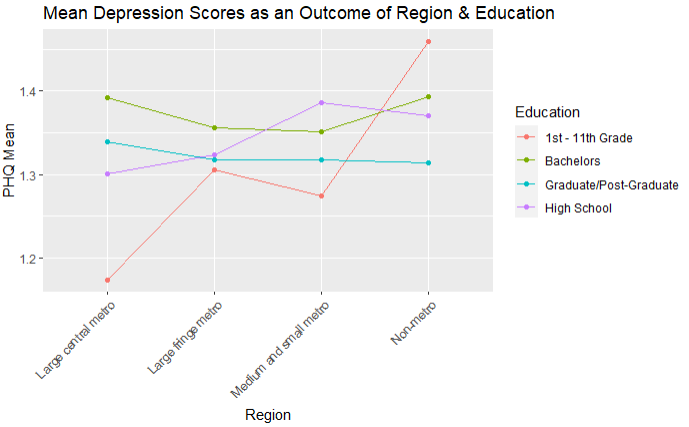 Mean Depression Scores as an Outcome of Region & Education
PHQ Mean
1.4
1.3
1.2
Large central metro
Large fringe metro
Medium and small metro
Non-metro
Region
Education
1st - 11th Grade
Bachelors
Graduate/Post-Graduate
High School